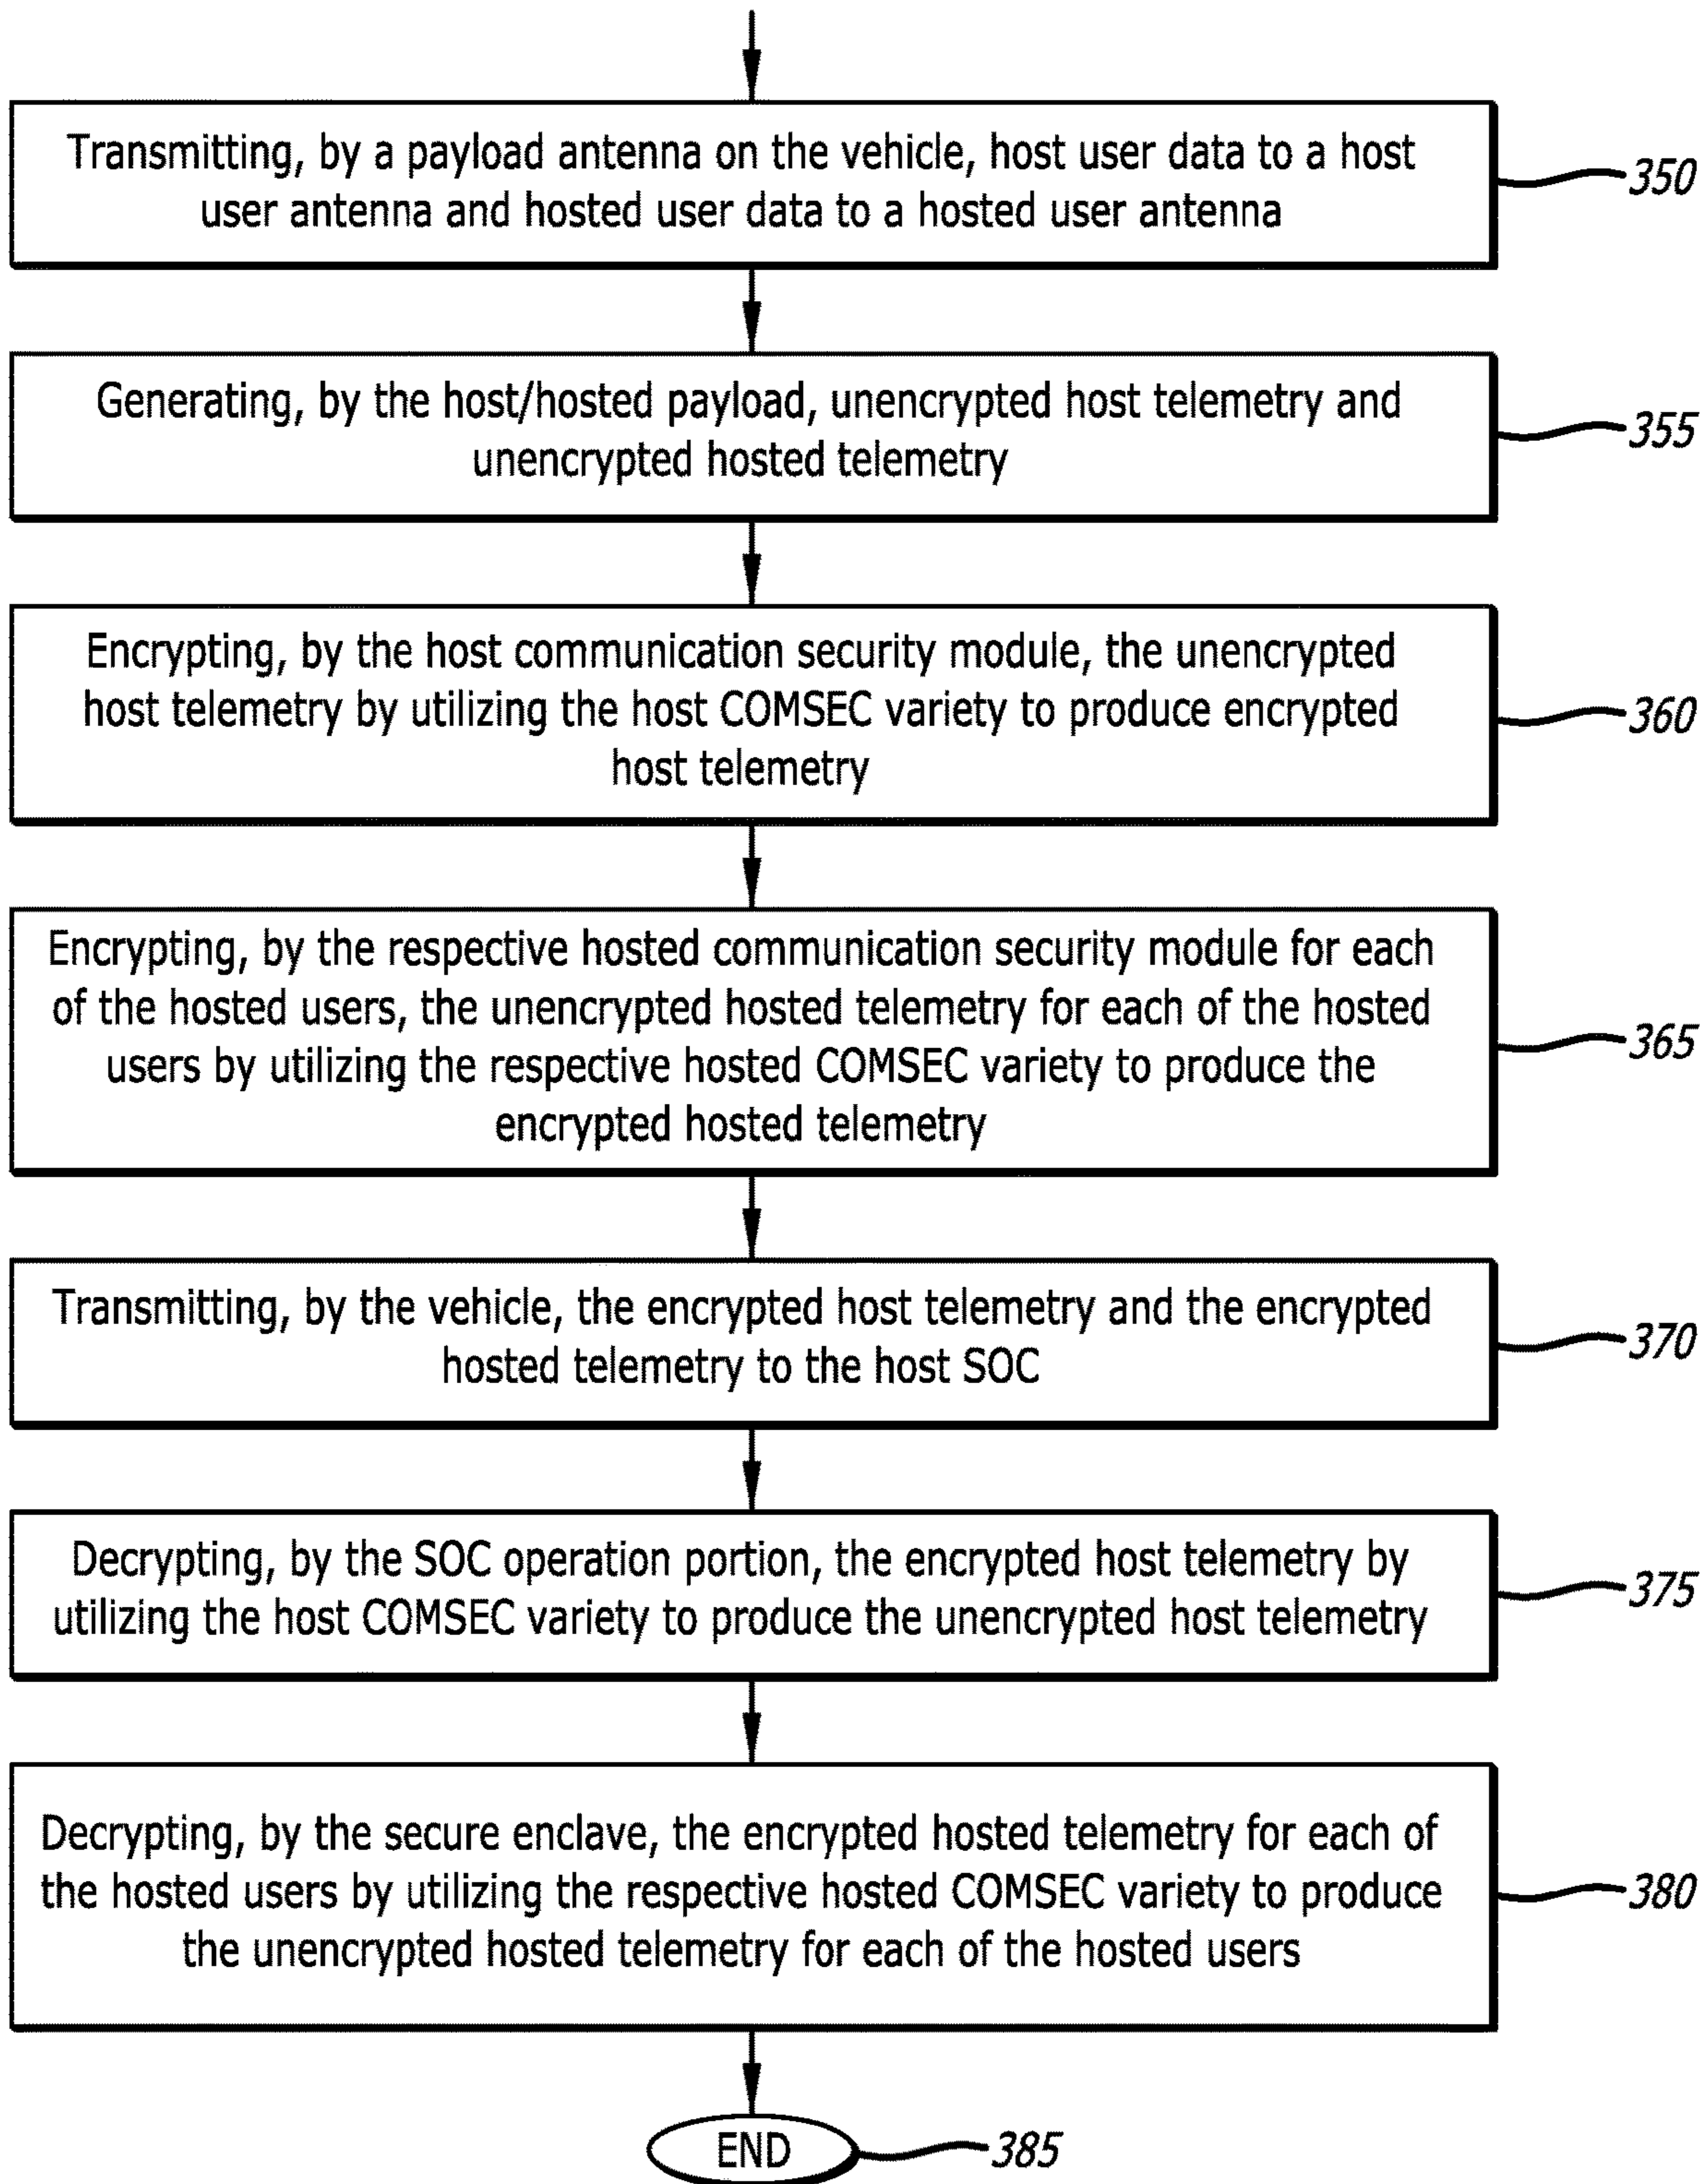 Transmitting, by a payload antenna on the vehicle, host user data to a host
user antenna and hosted user data to a hosted user antenna
350
Generating, by the host/hosted payload, unencrypted host telemetry and
unencrypted hosted telemetry
355
Encrypting, by the host communication security module, the unencrypted
host telemetry by utilizing the host COMSEC variety to produce encrypted
host telemetry
360
Encrypting, by the respective hosted communication security module for each
of the hosted users, the unencrypted hosted telemetry for each of the hosted
users by utilizing the respective hosted COMSEC variety to produce the
encrypted hosted telemetry
365
Transmitting, by the vehicle, the encrypted host telemetry and the encrypted
hosted telemetry to the host SOC
370
Decrypting, by the SOC operation portion, the encrypted host telemetry by
utilizing the host COMSEC variety to produce the unencrypted host telemetry
375
Decrypting, by the secure enclave, the encrypted hosted telemetry for each of
the hosted users by utilizing the respective hosted COMSEC variety to produce
the unencrypted hosted telemetry for each of the hosted users
380
END
385